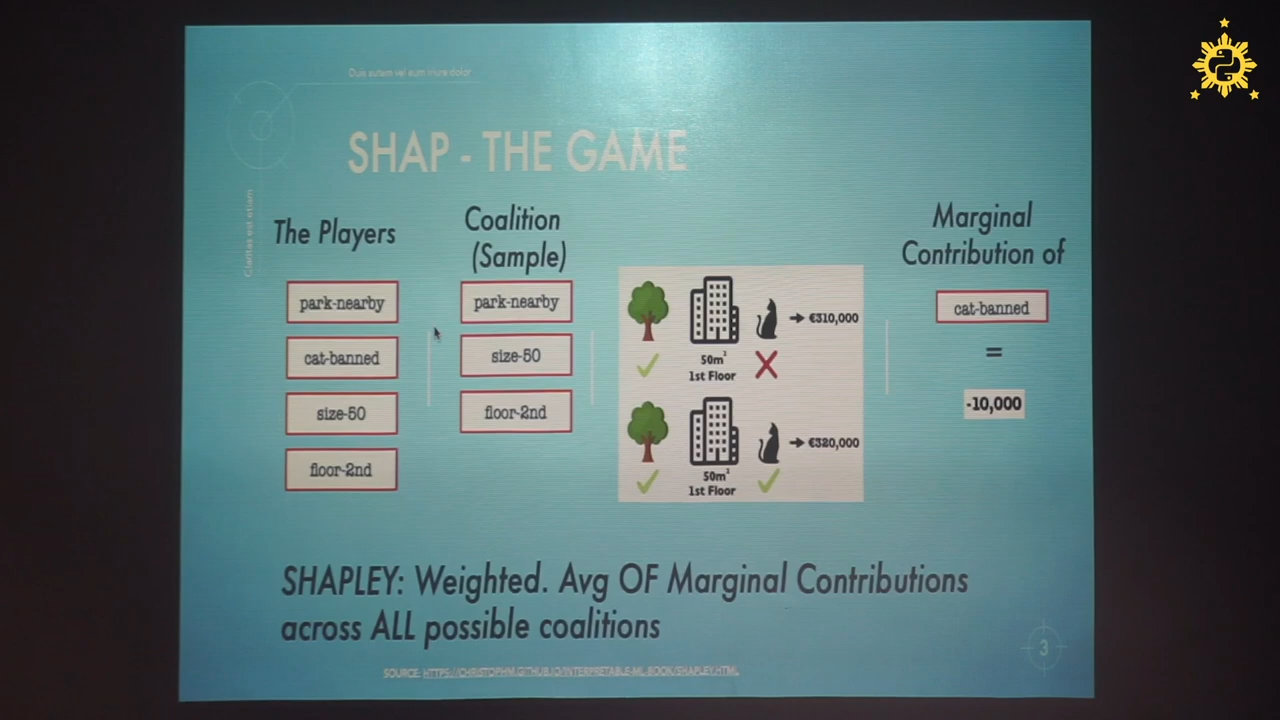 Duis autem vel eum iriure dolor
Claritas est etiam
SHAP - THE GAME
The Players
park-nearby
cat-banned
size-50
floor-2nd
Coalition
(Sample)
park-nearby
size-50
floor-2nd
€310,000
50m²
1st Floor
€320,000
50m²
1st Floor
Marginal
Contribution of
cat-banned
=
-10,000
SHAPLEY: Weighted. Avg OF Marginal Contributions
across ALL possible coalitions
SOURCE: HTTPS://CHRISTOPHM.GITHUB.IO/INTERPRETABLE-ML-BOOK/SHAPLEY.HTML
3